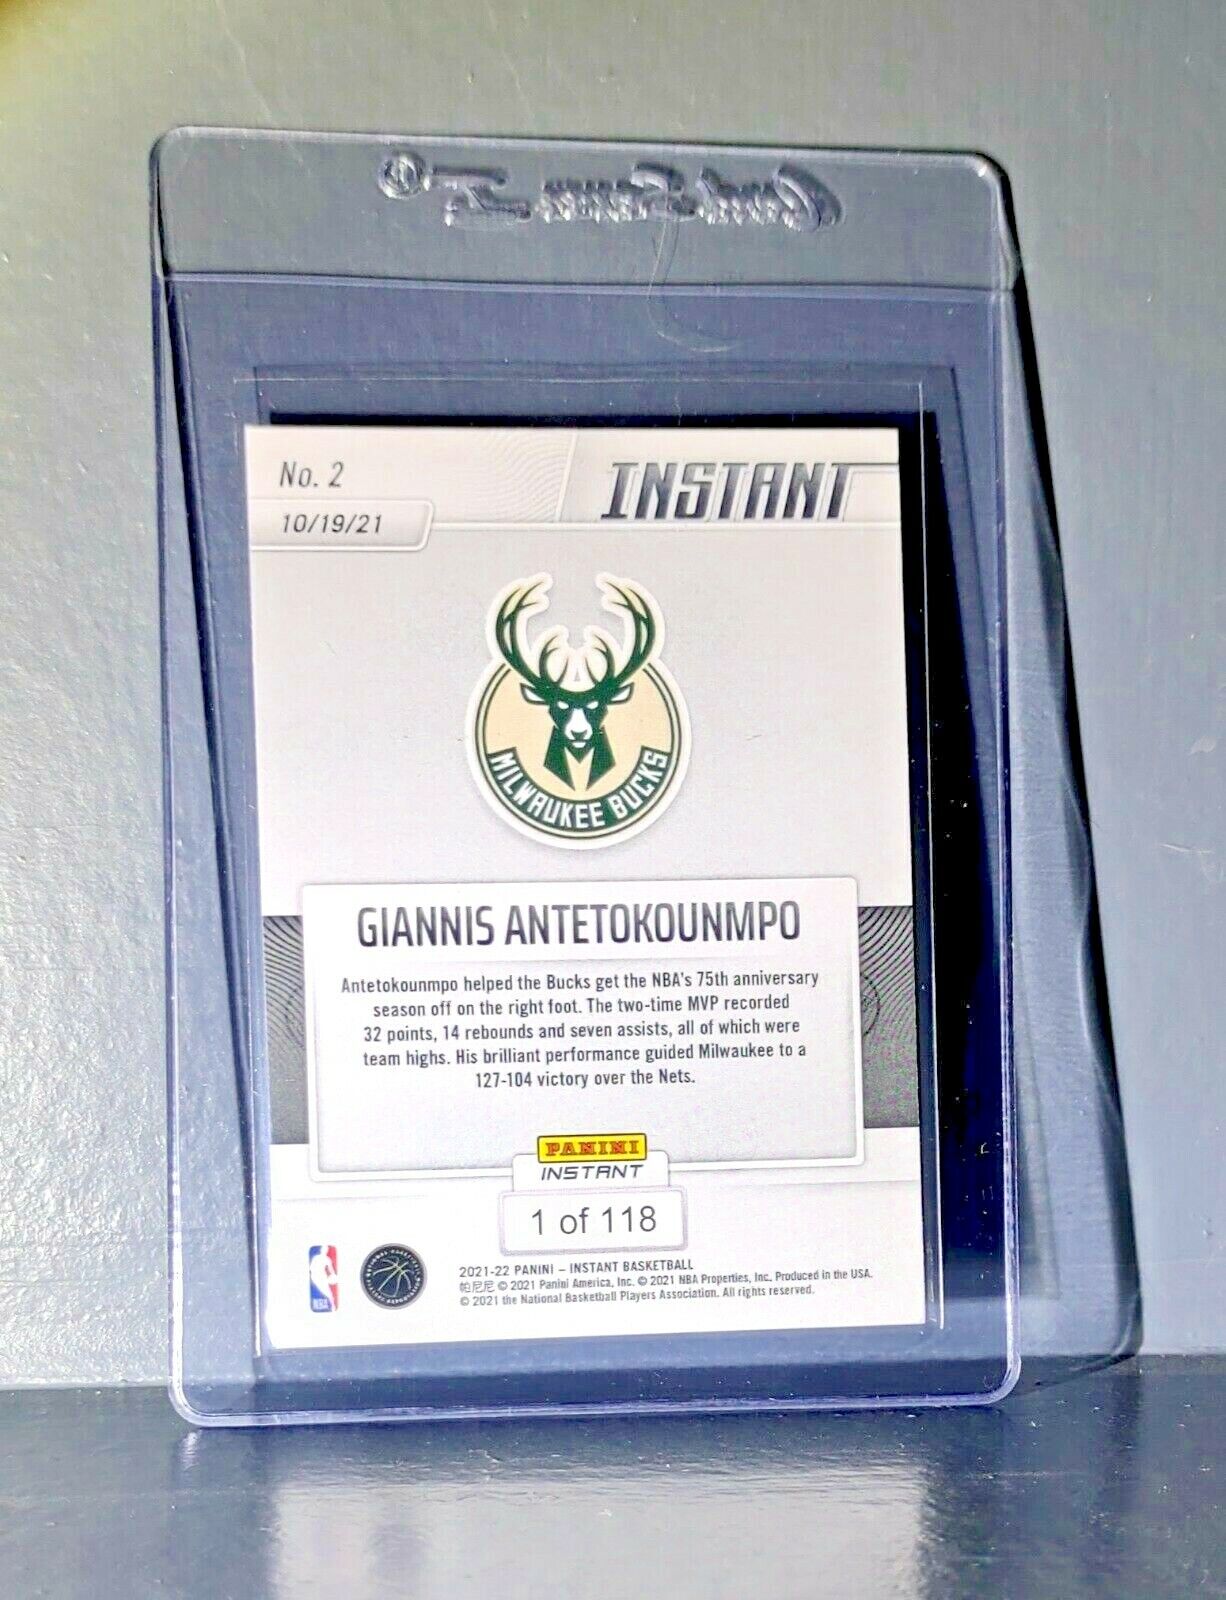 Card Saver I®
No. 2
INSTANT
10/19/21
MILWAUKEE BUCKS
GIANNIS ANTETOKOUNMPO
Antetokounmpo helped the Bucks get the NBA's 75th anniversary
season off on the right foot. The two-time MVP recorded
32 points, 14 rebounds and seven assists, all of which were
team highs. His brilliant performance guided Milwaukee to a
127-104 victory over the Nets.
PANINI
INSTANT
1 of 118
NBA
2021-22 PANINI – INSTANT BASKETBALL
帕尼尼 © 2021 Panini America, Inc. © 2021 NBA Properties, Inc. Produced in the USA.
© 2021 the National Basketball Players Association. All rights reserved.